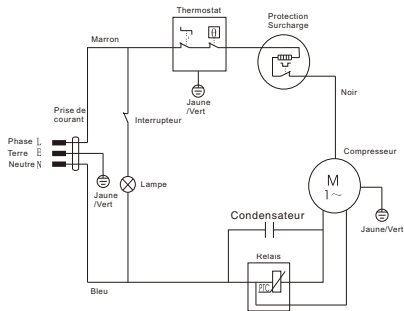 Thermostat
Protection
Surcharge
Marron
θ
Jaune
/Vert
Noir
Prise de
courant
Interrupteur
Phase L
Terre E
Neutre N
Compresseur
M
1~
Lampe
Jaune
/Vert
Condensateur
Jaune/Vert
Relais
PTC
Bleu